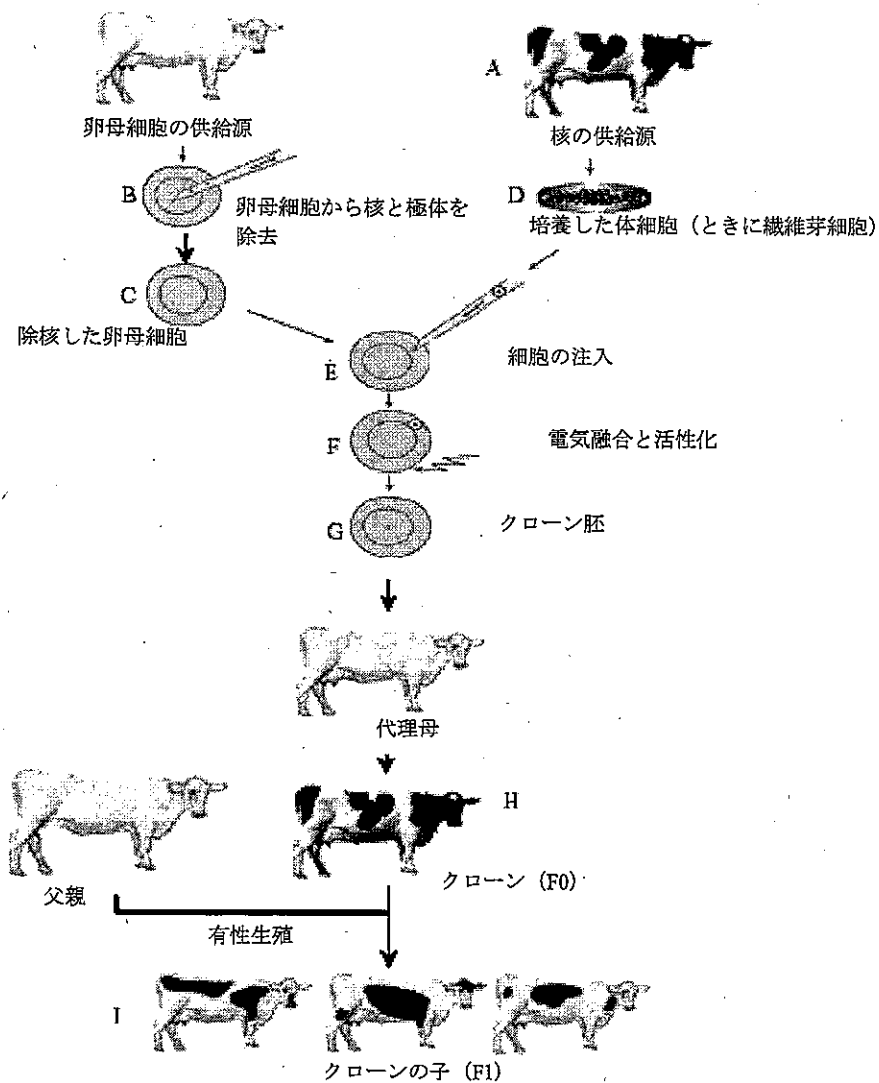 A
卵母細胞の供給源
核の供給源
B
卵母細胞から核と極体を
除去
D
培養した体細胞（ときに繊維芽細胞）
C
除核した卵母細胞
E
細胞の注入
F
電気融合と活性化
G
クローン胚
代理母
H
クローン（F0）
父親
有性生殖
I
クローンの子（F1）